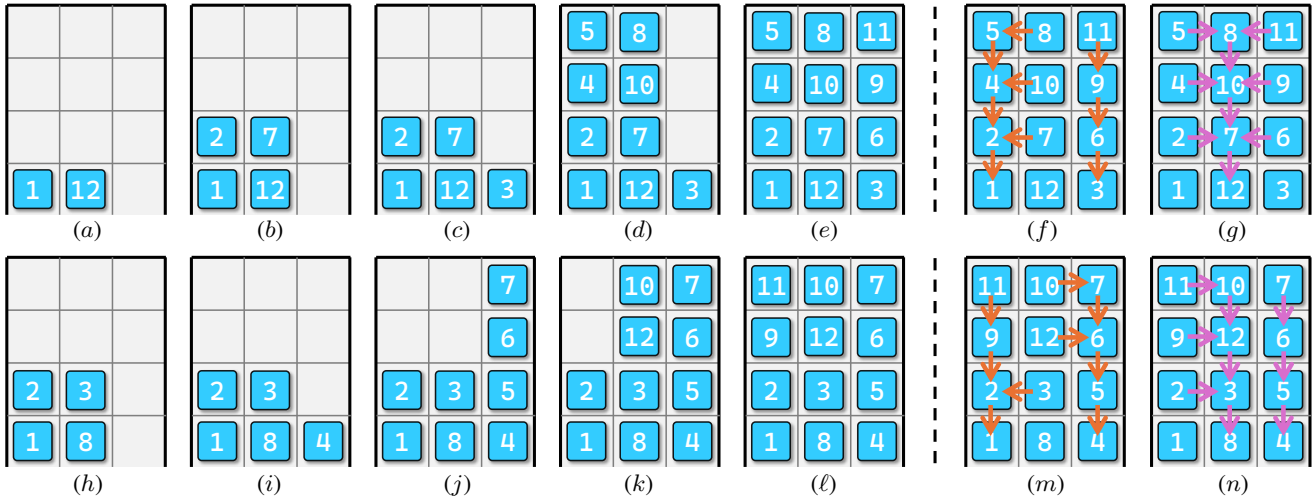 5 8 5 8 11 5 8 11 5 8 11
4 10 4 10 9 4 10 9 4 10 9
2 7 2 7 2 7 2 7 6 2 7 6 2 7 6
1 12 1 12 1 12 3 1 12 3 1 12 3 1 12 3 1 12 3
(a) (b) (c) (d) (e) (f) (g)
7 10 7 11 10 7 11 10 7 11 10 7
6 12 6 9 12 6 9 12 6 9 12 6
2 3 2 3 2 3 5 2 3 5 2 3 5 2 3 5 2 3 5
1 8 1 8 4 1 8 4 1 8 4 1 8 4 1 8 4 1 8 4
(h) (i) (j) (k) (ℓ) (m) (n)